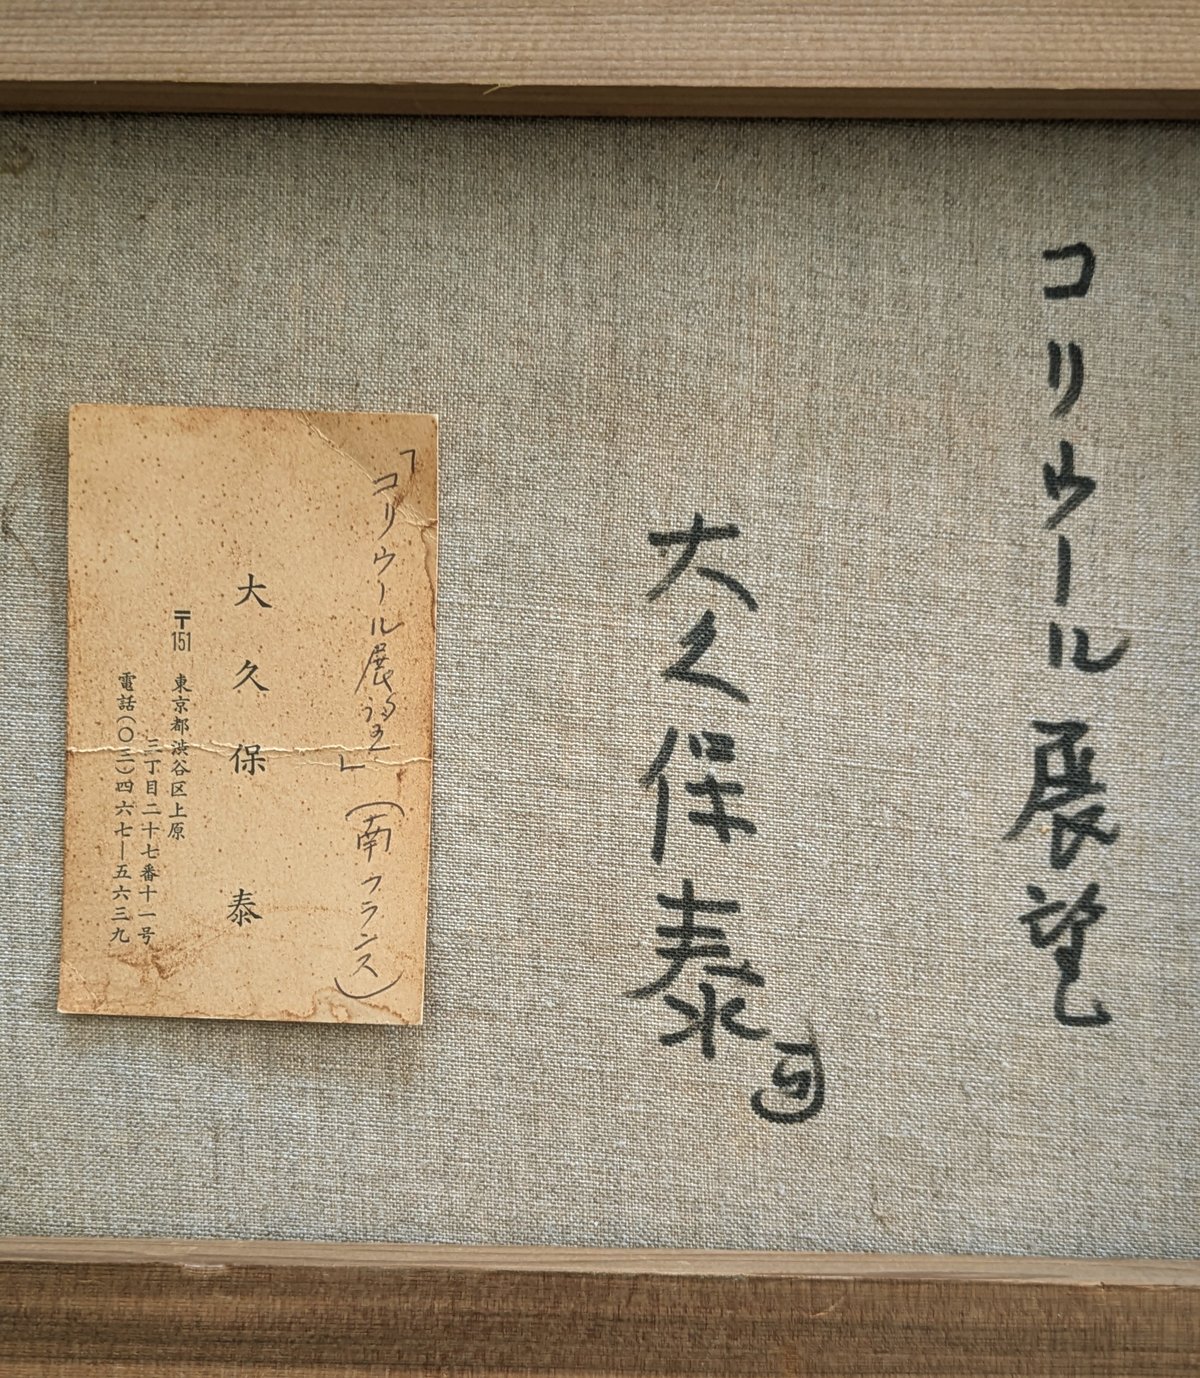 コリウール展望
大久保泰
「コリウール展望」(南フランス)
大久保 泰
〒151 東京都渋谷区上原
三丁目二十七番十一号
電話(〇三)四六七―五六三九